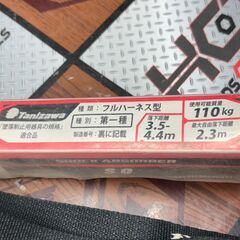 Tanizawa
「墜落制止用器具の規格」
適合品
種類：フルハーネス型
種別：第一種
製造番号：裏に記載
落下距離
3.5-
4.4m
使用可能質量
110kg
最大自由落下距離
2.3m
SHOCK ABSORBER